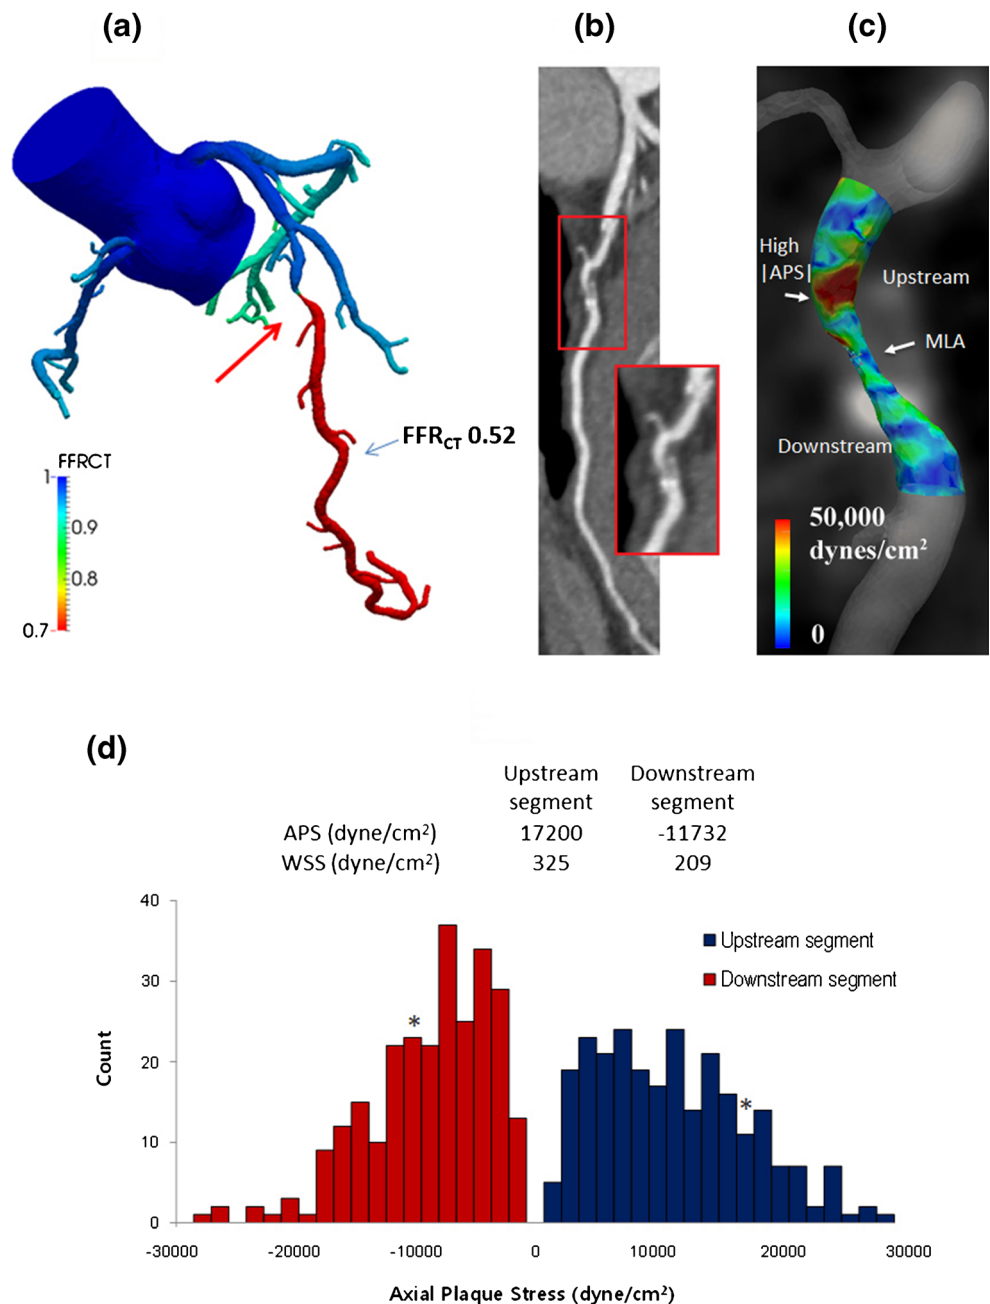 (a)
(b)
(c)
FFRCT 0.52
FFRCT
1
0.9
0.8
0.7
High
|APS|
Upstream
MLA
Downstream
50,000
dynes/cm²
0
(d)
Upstream segment
Downstream segment
APS (dyne/cm²) 17200 -11732
WSS (dyne/cm²) 325 209
40
30
20
10
0
Count
*
*
Upstream segment
Downstream segment
-30000 -20000 -10000 0 10000 20000 30000
Axial Plaque Stress (dyne/cm²)